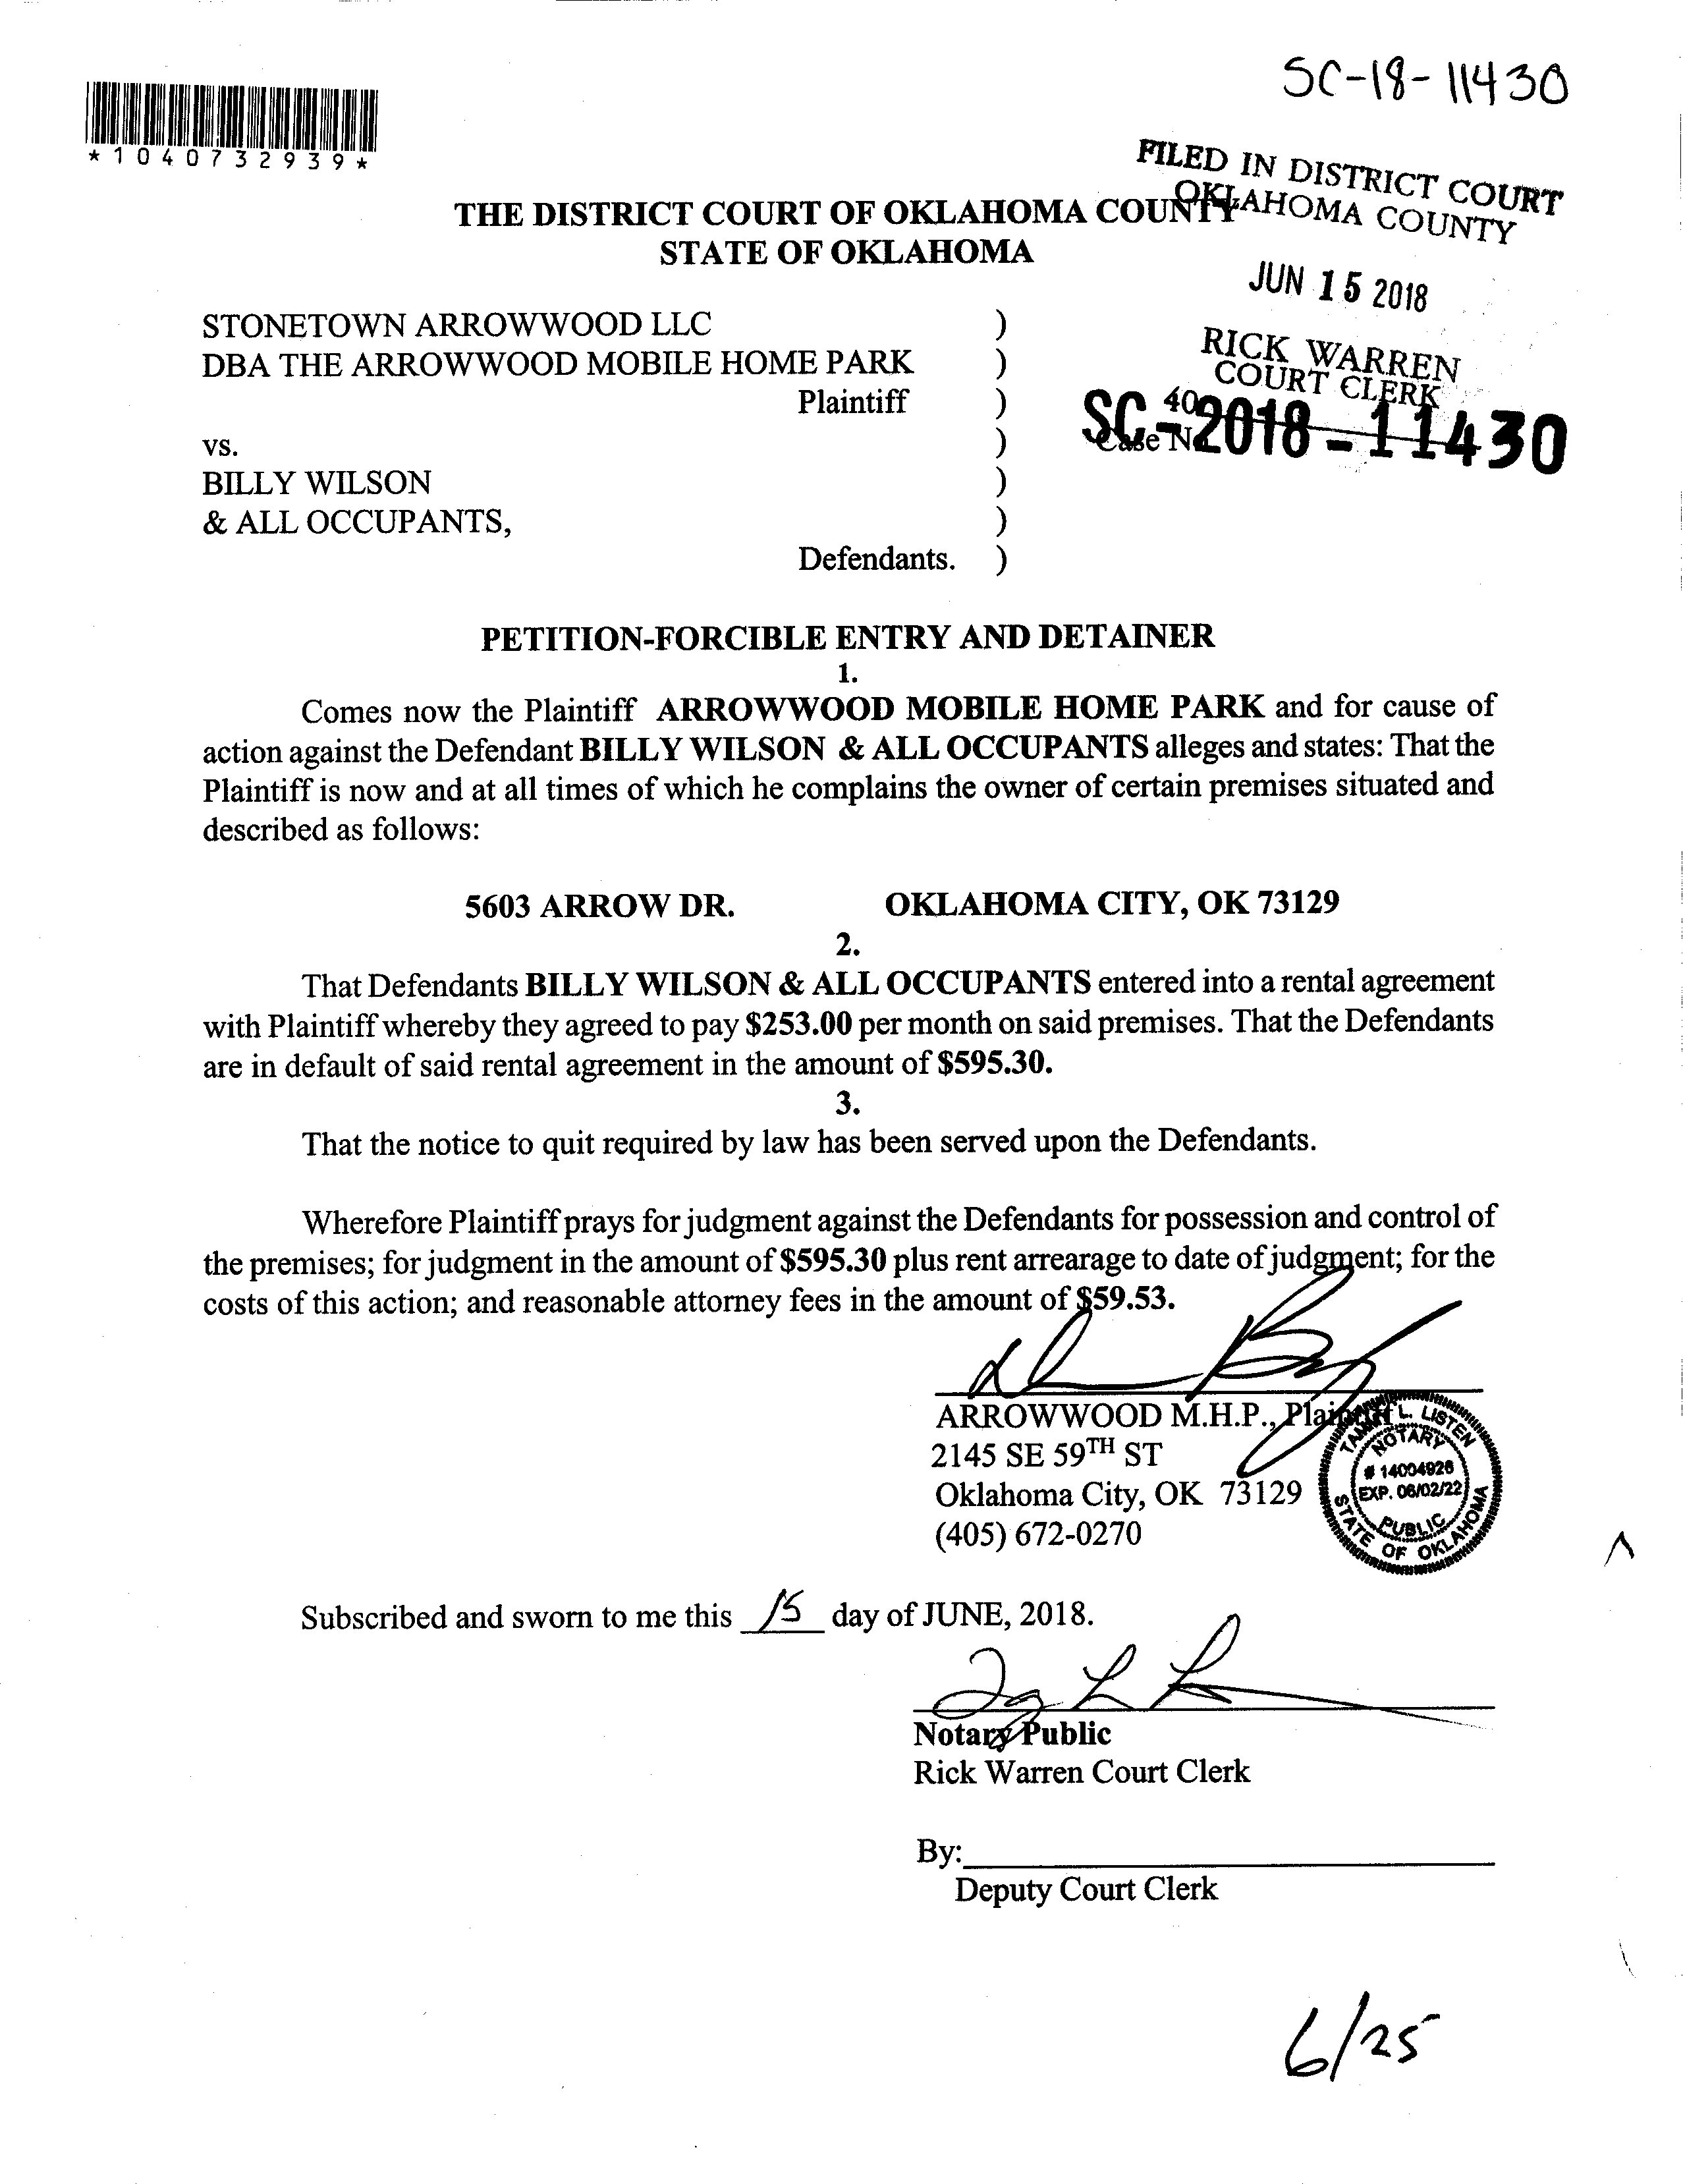 SC-18-11430
*1040732939*
FILED IN DISTRICT COURT
OKLAHOMA COUNTY
THE DISTRICT COURT OF OKLAHOMA COUNTY
STATE OF OKLAHOMA
JUN 15 2018
RICK WARREN
COURT CLERK
40
SC-2018-11430
Case No
STONETOWN ARROWWOOD LLC )
DBA THE ARROWWOOD MOBILE HOME PARK )
Plaintiff )
vs. )
BILLY WILSON )
& ALL OCCUPANTS, )
Defendants. )
PETITION-FORCIBLE ENTRY AND DETAINER
1.
Comes now the Plaintiff ARROWWOOD MOBILE HOME PARK and for cause of
action against the Defendant BILLY WILSON & ALL OCCUPANTS alleges and states: That the
Plaintiff is now and at all times of which he complains the owner of certain premises situated and
described as follows:
5603 ARROW DR. OKLAHOMA CITY, OK 73129
2.
That Defendants BILLY WILSON & ALL OCCUPANTS entered into a rental agreement
with Plaintiff whereby they agreed to pay $253.00 per month on said premises. That the Defendants
are in default of said rental agreement in the amount of $595.30.
3.
That the notice to quit required by law has been served upon the Defendants.
Wherefore Plaintiff prays for judgment against the Defendants for possession and control of
the premises; for judgment in the amount of $595.30 plus rent arrearage to date of judgment; for the
costs of this action; and reasonable attorney fees in the amount of $59.53.
ARROWWOOD M.H.P., Plaintiff
2145 SE 59TH ST
Oklahoma City, OK 73129
(405) 672-0270
L. LISTEN
NOTARY
# 14004926
EXP. 06/02/22
PUBLIC
STATE OF OKLAHOMA
Subscribed and sworn to me this 15 day of JUNE, 2018.
Notary Public
Rick Warren Court Clerk
By:
Deputy Court Clerk
6/25